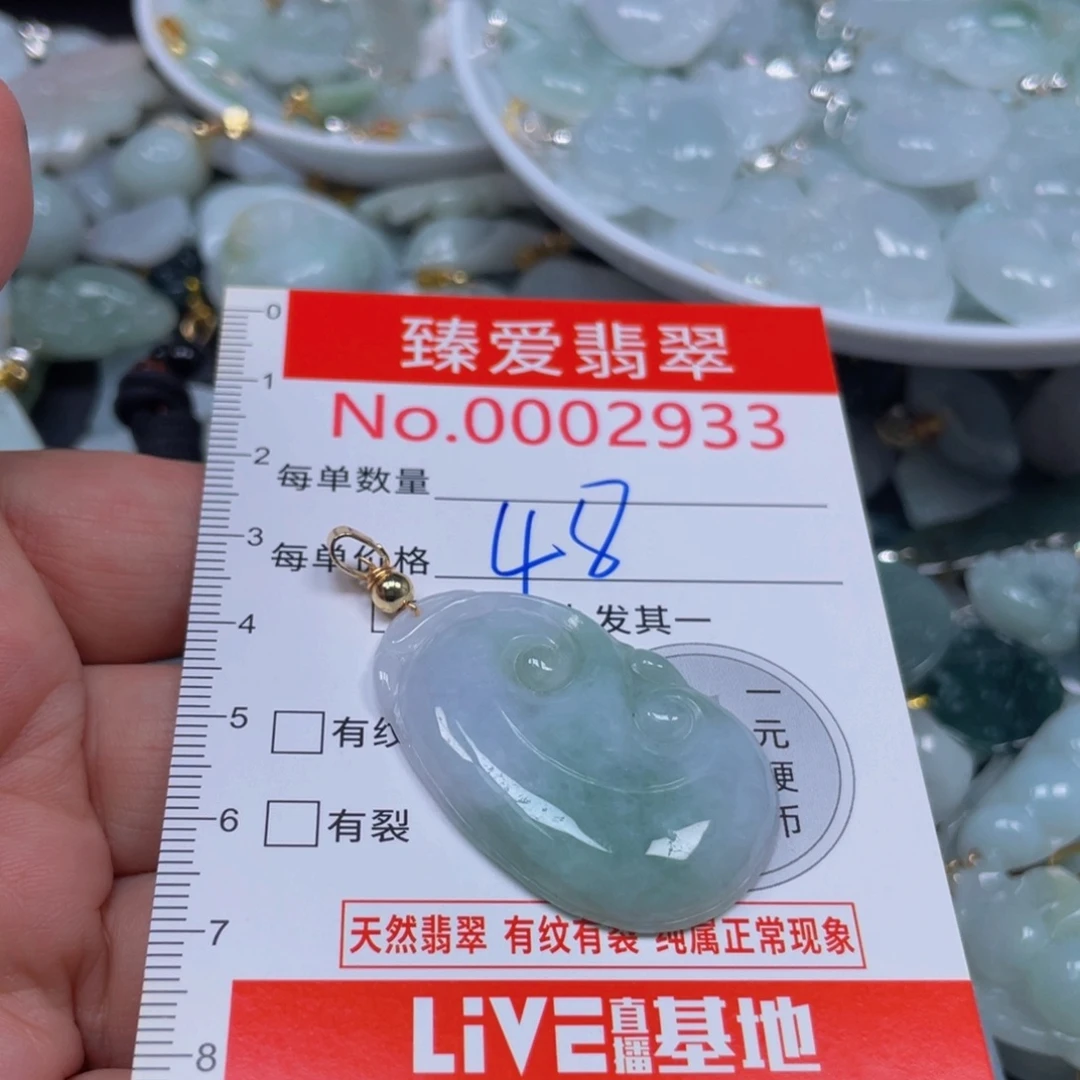 臻爱翡翠
No.0002933
每单数量
每单价格 48
发其一
有纹
有裂
一元硬币
天然翡翠 有纹有裂 纯属正常现象
LiVE直播基地
0
1
2
3
4
5
6
7
8